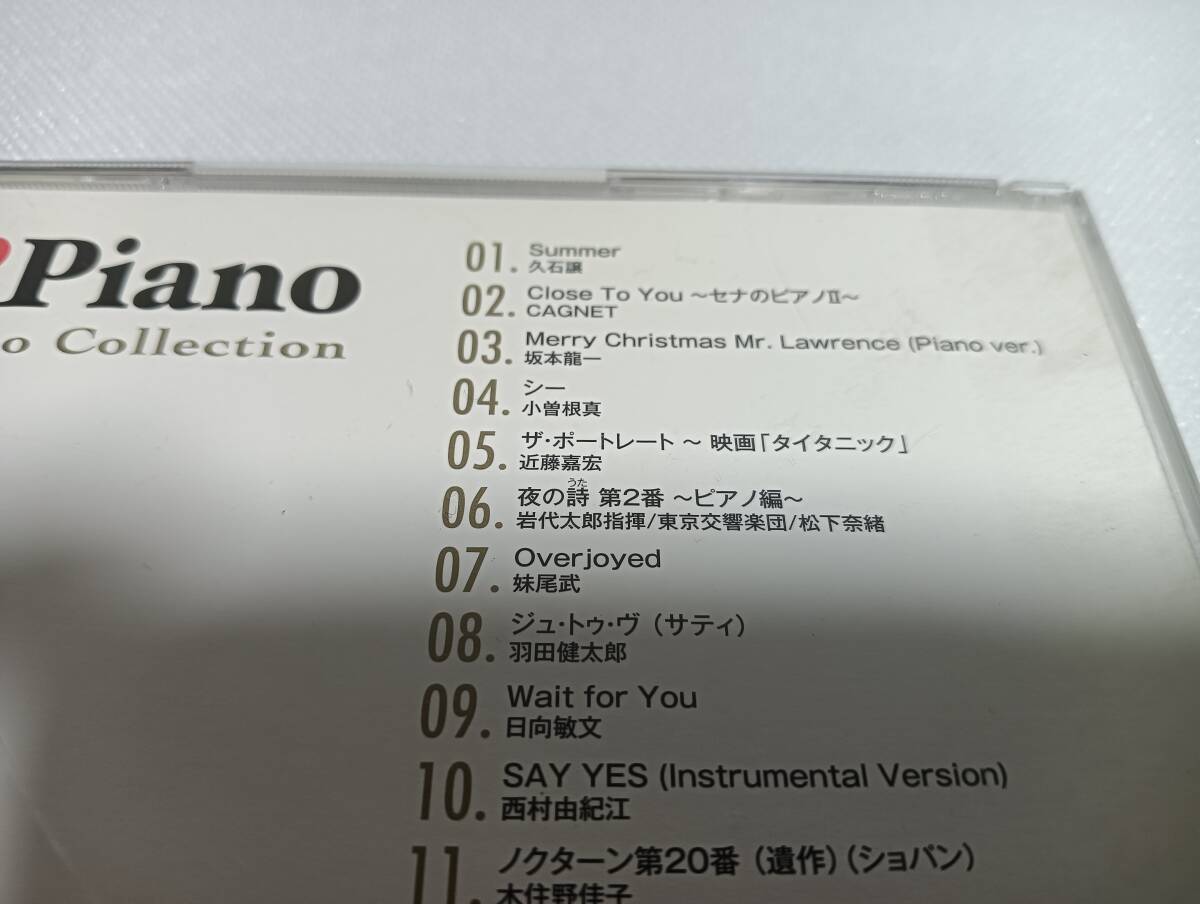 Piano
o Collection
01. Summer
久石譲
02. Close To You ～セナのピアノⅡ～
CAGNET
03. Merry Christmas Mr. Lawrence (Piano ver.)
坂本龍一
04. シー
小曽根真
05. ザ・ポートレート ～ 映画「タイタニック」
近藤嘉宏
うた
06. 夜の詩 第2番 ～ピアノ編～
岩代太郎指揮/東京交響楽団/松下奈緒
07. Overjoyed
妹尾武
08. ジュ・トゥ・ヴ（サティ）
羽田健太郎
09. Wait for You
日向敏文
10. SAY YES (Instrumental Version)
西村由紀江
11. ノクターン第20番（遺作）（ショパン）
木住野佳子